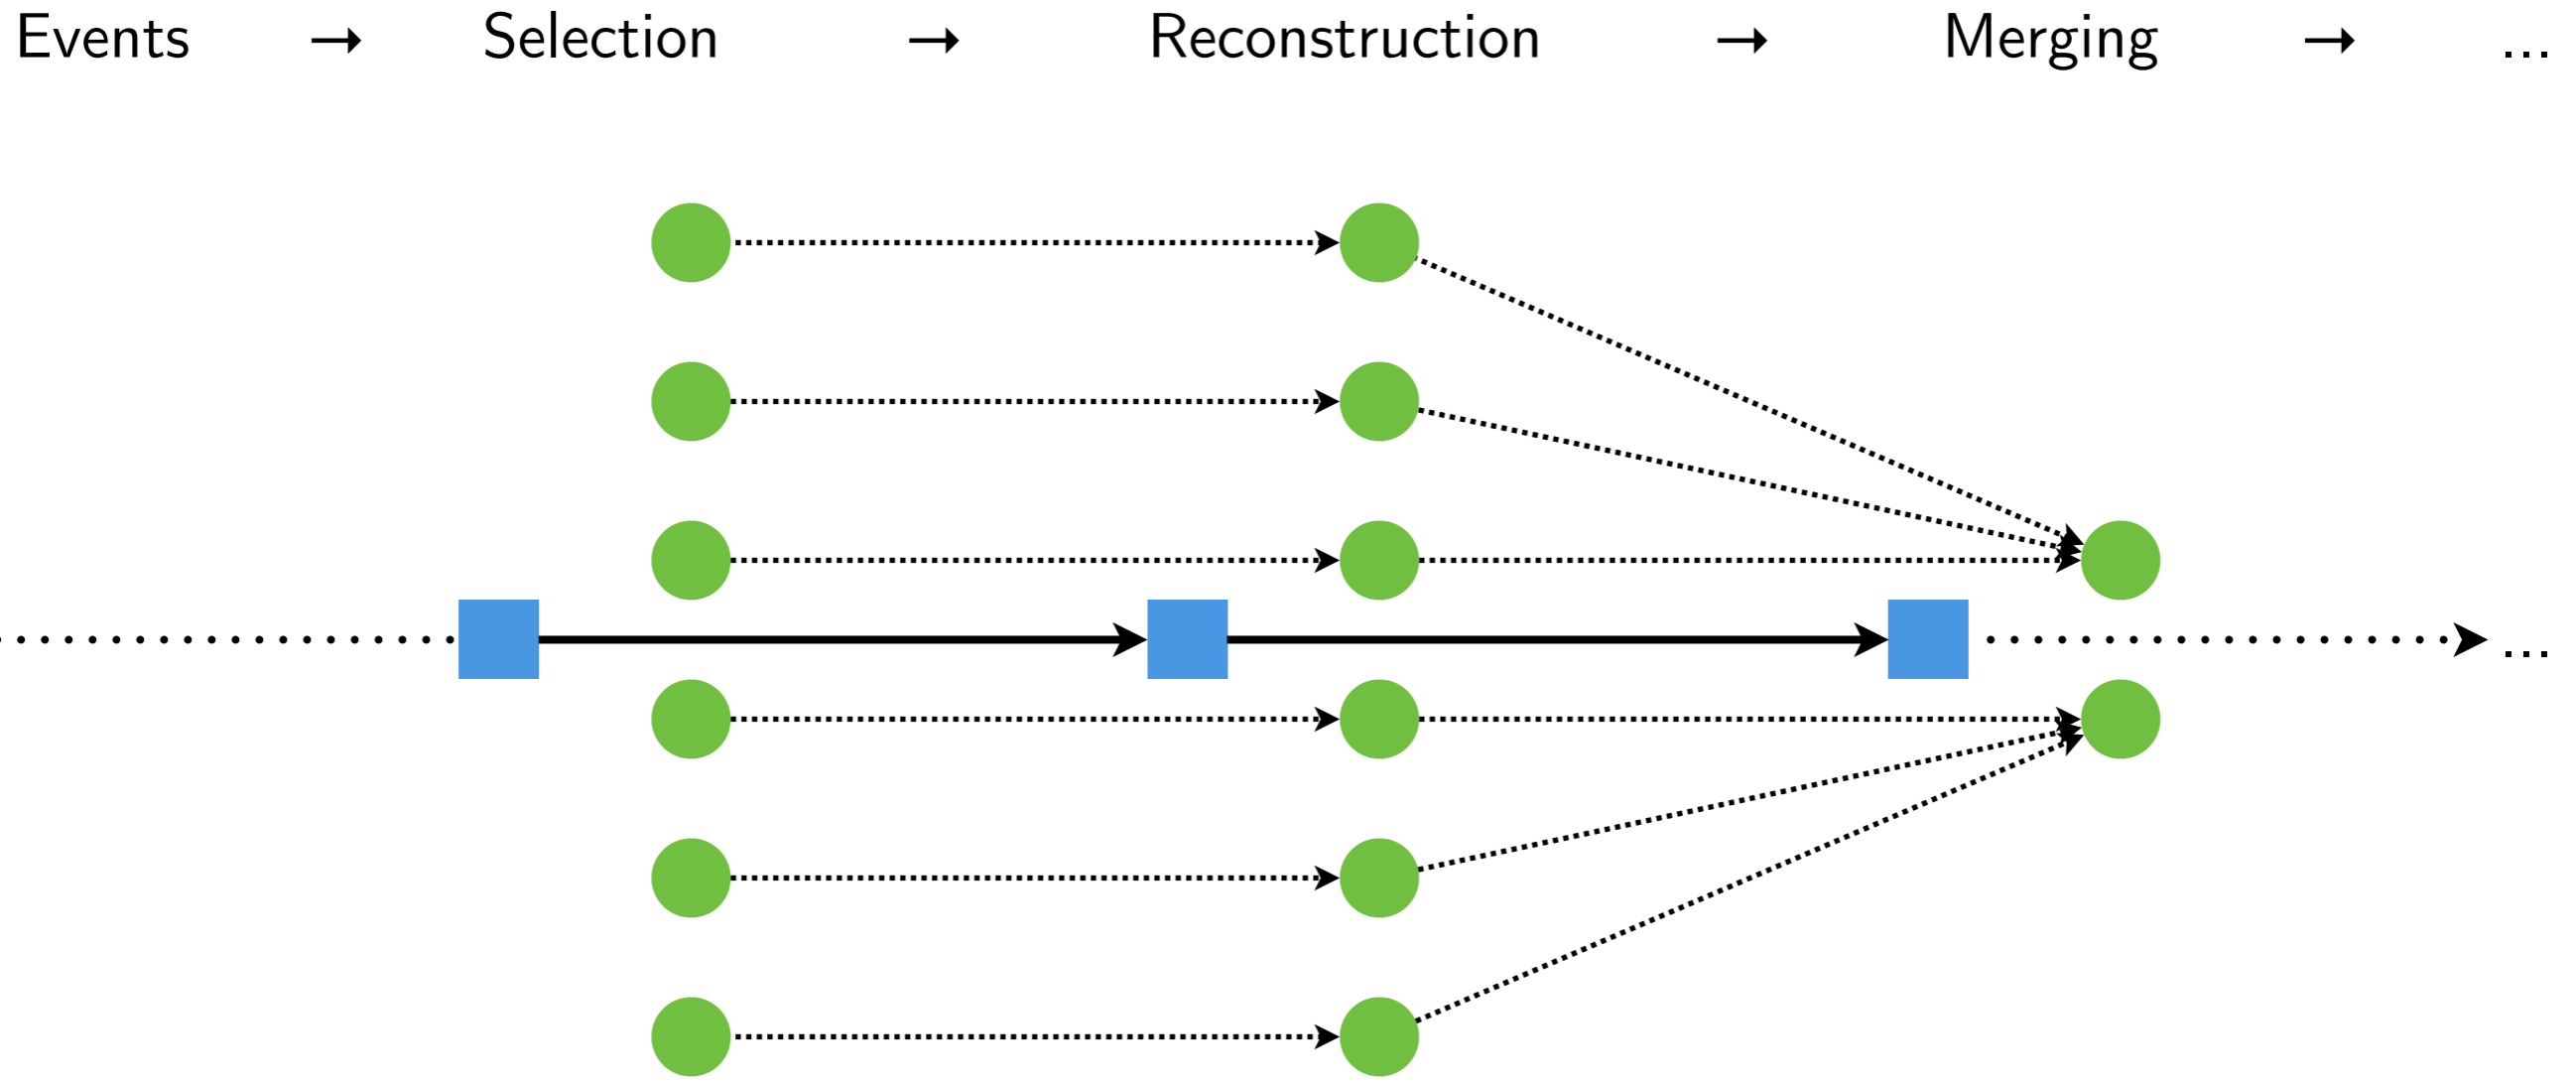 Events → Selection → Reconstruction → Merging → ...
...